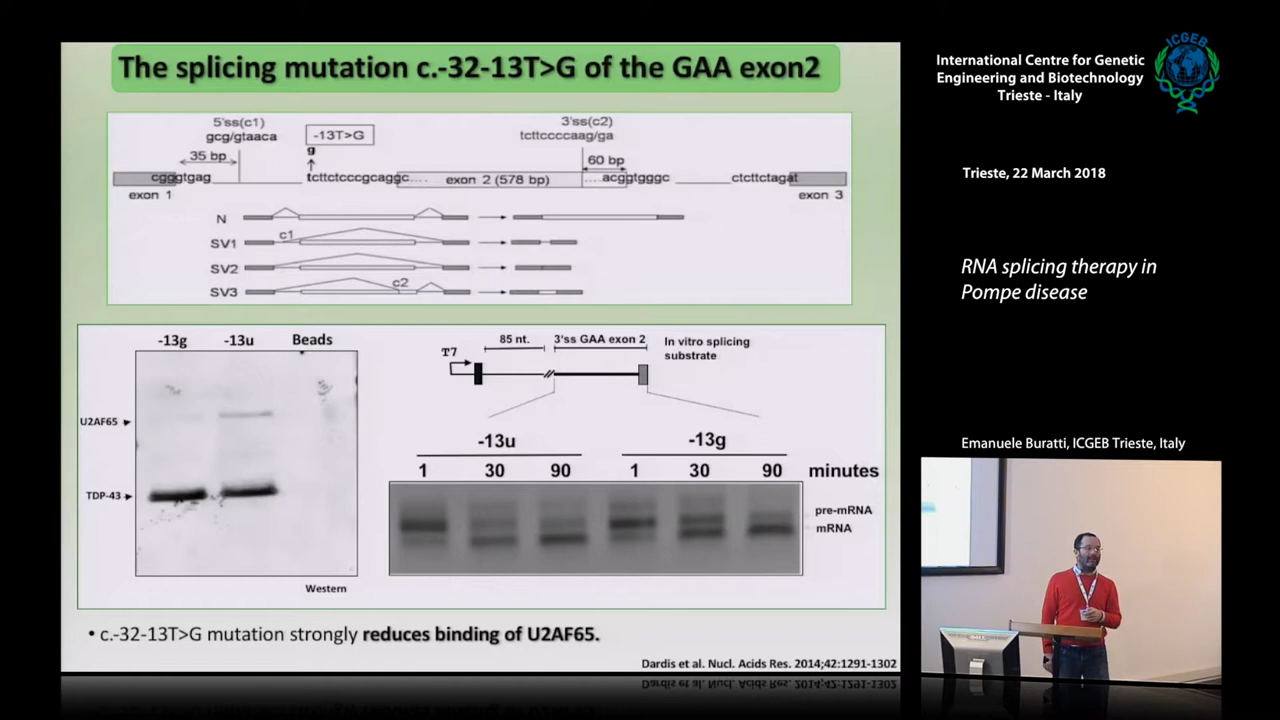 The splicing mutation c.-32-13T>G of the GAA exon2
5'ss(c1)
gcg/gtaaca
-13T>G
3'ss(c2)
tcttccccaag/ga
35 bp
g
60 bp
cgggtgag
tcttctcccgcaggc....
exon 2 (578 bp)
....acggtgggc
ctcttctagat
exon 1
exon 3
N
SV1
c1
SV2
SV3
c2
-13g
-13u
Beads
U2AF65
TDP-43
Western
T7
85 nt.
3'ss GAA exon 2
In vitro splicing
substrate
-13u
-13g
1
30
90
1
30
90
minutes
pre-mRNA
mRNA
• c.-32-13T>G mutation strongly reduces binding of U2AF65.
Dardis et al. Nucl. Acids Res. 2014;42:1291-1302
International Centre for Genetic
Engineering and Biotechnology
Trieste - Italy
ICGEB
Trieste, 22 March 2018
RNA splicing therapy in
Pompe disease
Emanuele Buratti, ICGEB Trieste, Italy
DELL